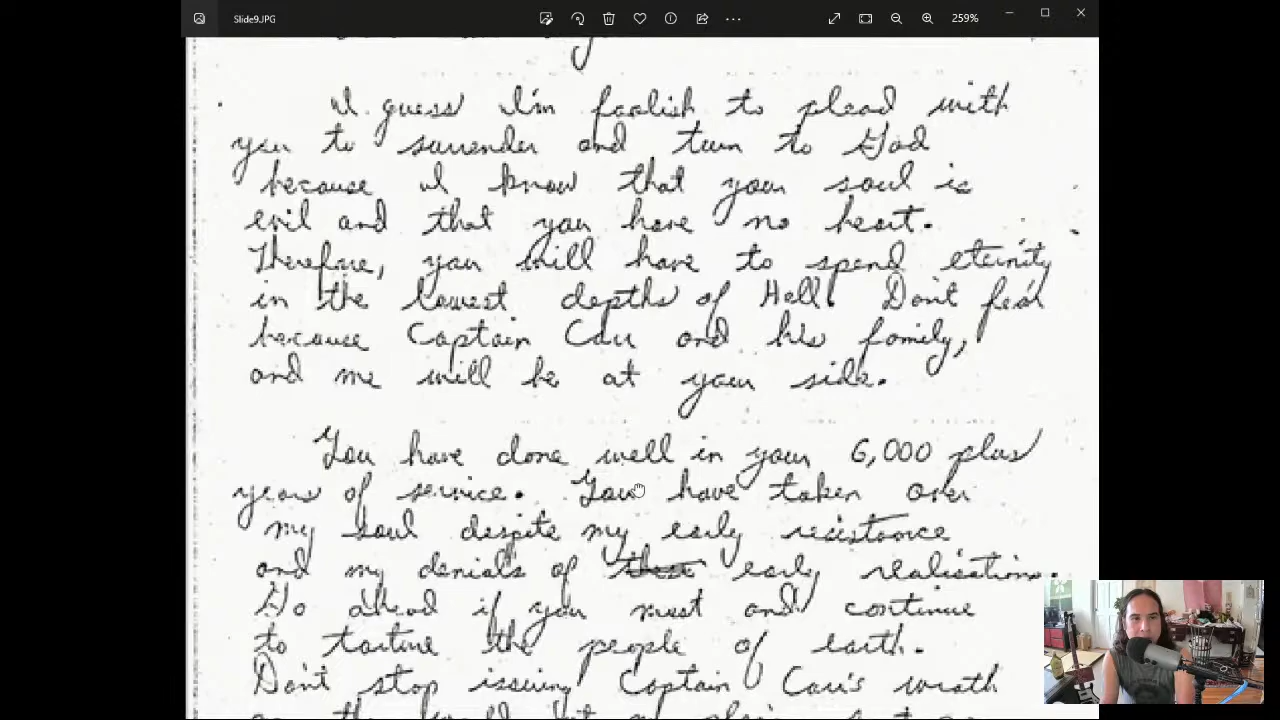 Slide9.JPG
259%
I guess I'm foolish to plead with
you to surrender and turn to God
because I know that your soul is
evil and that you have no heart.
Therefore, you will have to spend eternity
in the lowest depths of Hell. Don't fear
because Captain Carr and his family,
and me will be at your side.
You have done well in your 6,000 plus
years of service. You have taken over
my soul despite my early resistance
and my denials of early realisations.
Go ahead if you must and continue
to torture the people of earth.
Don't stop issuing Captain Carr's wrath